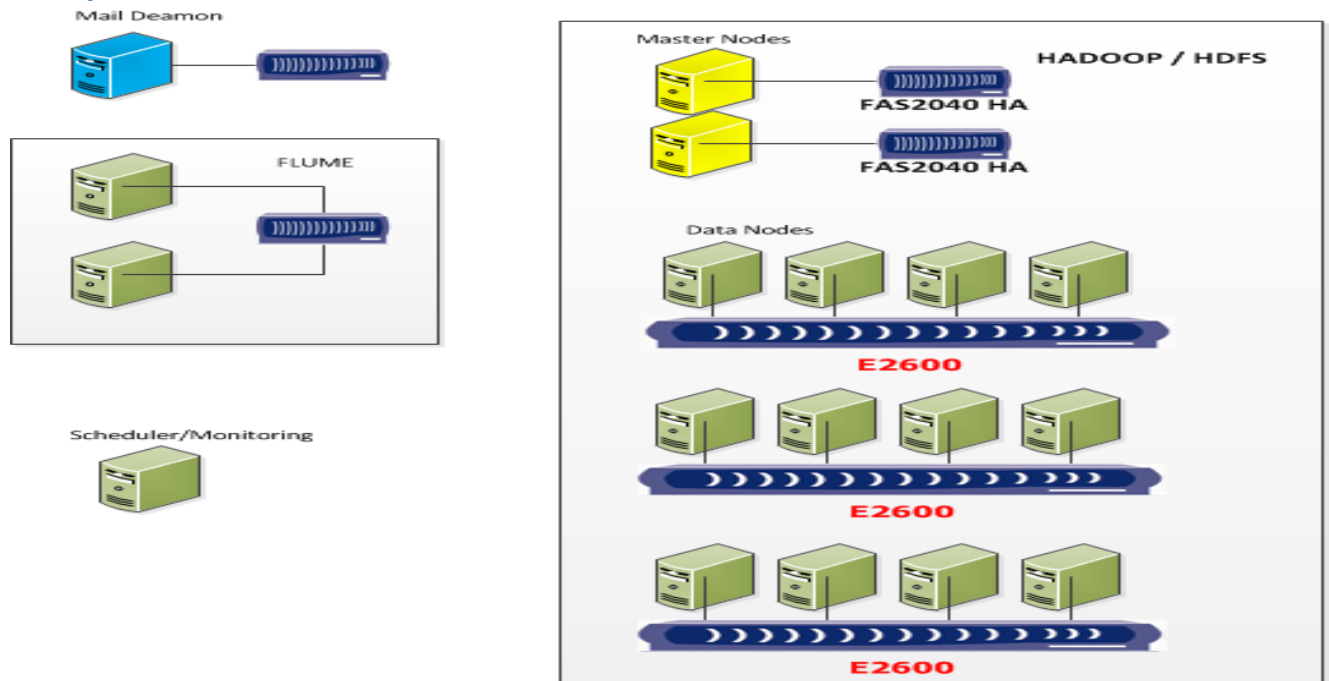 Mail Deamon
FLUME
Scheduler/Monitoring
Master Nodes
HADOOP / HDFS
FAS2040 HA
FAS2040 HA
Data Nodes
E2600
E2600
E2600